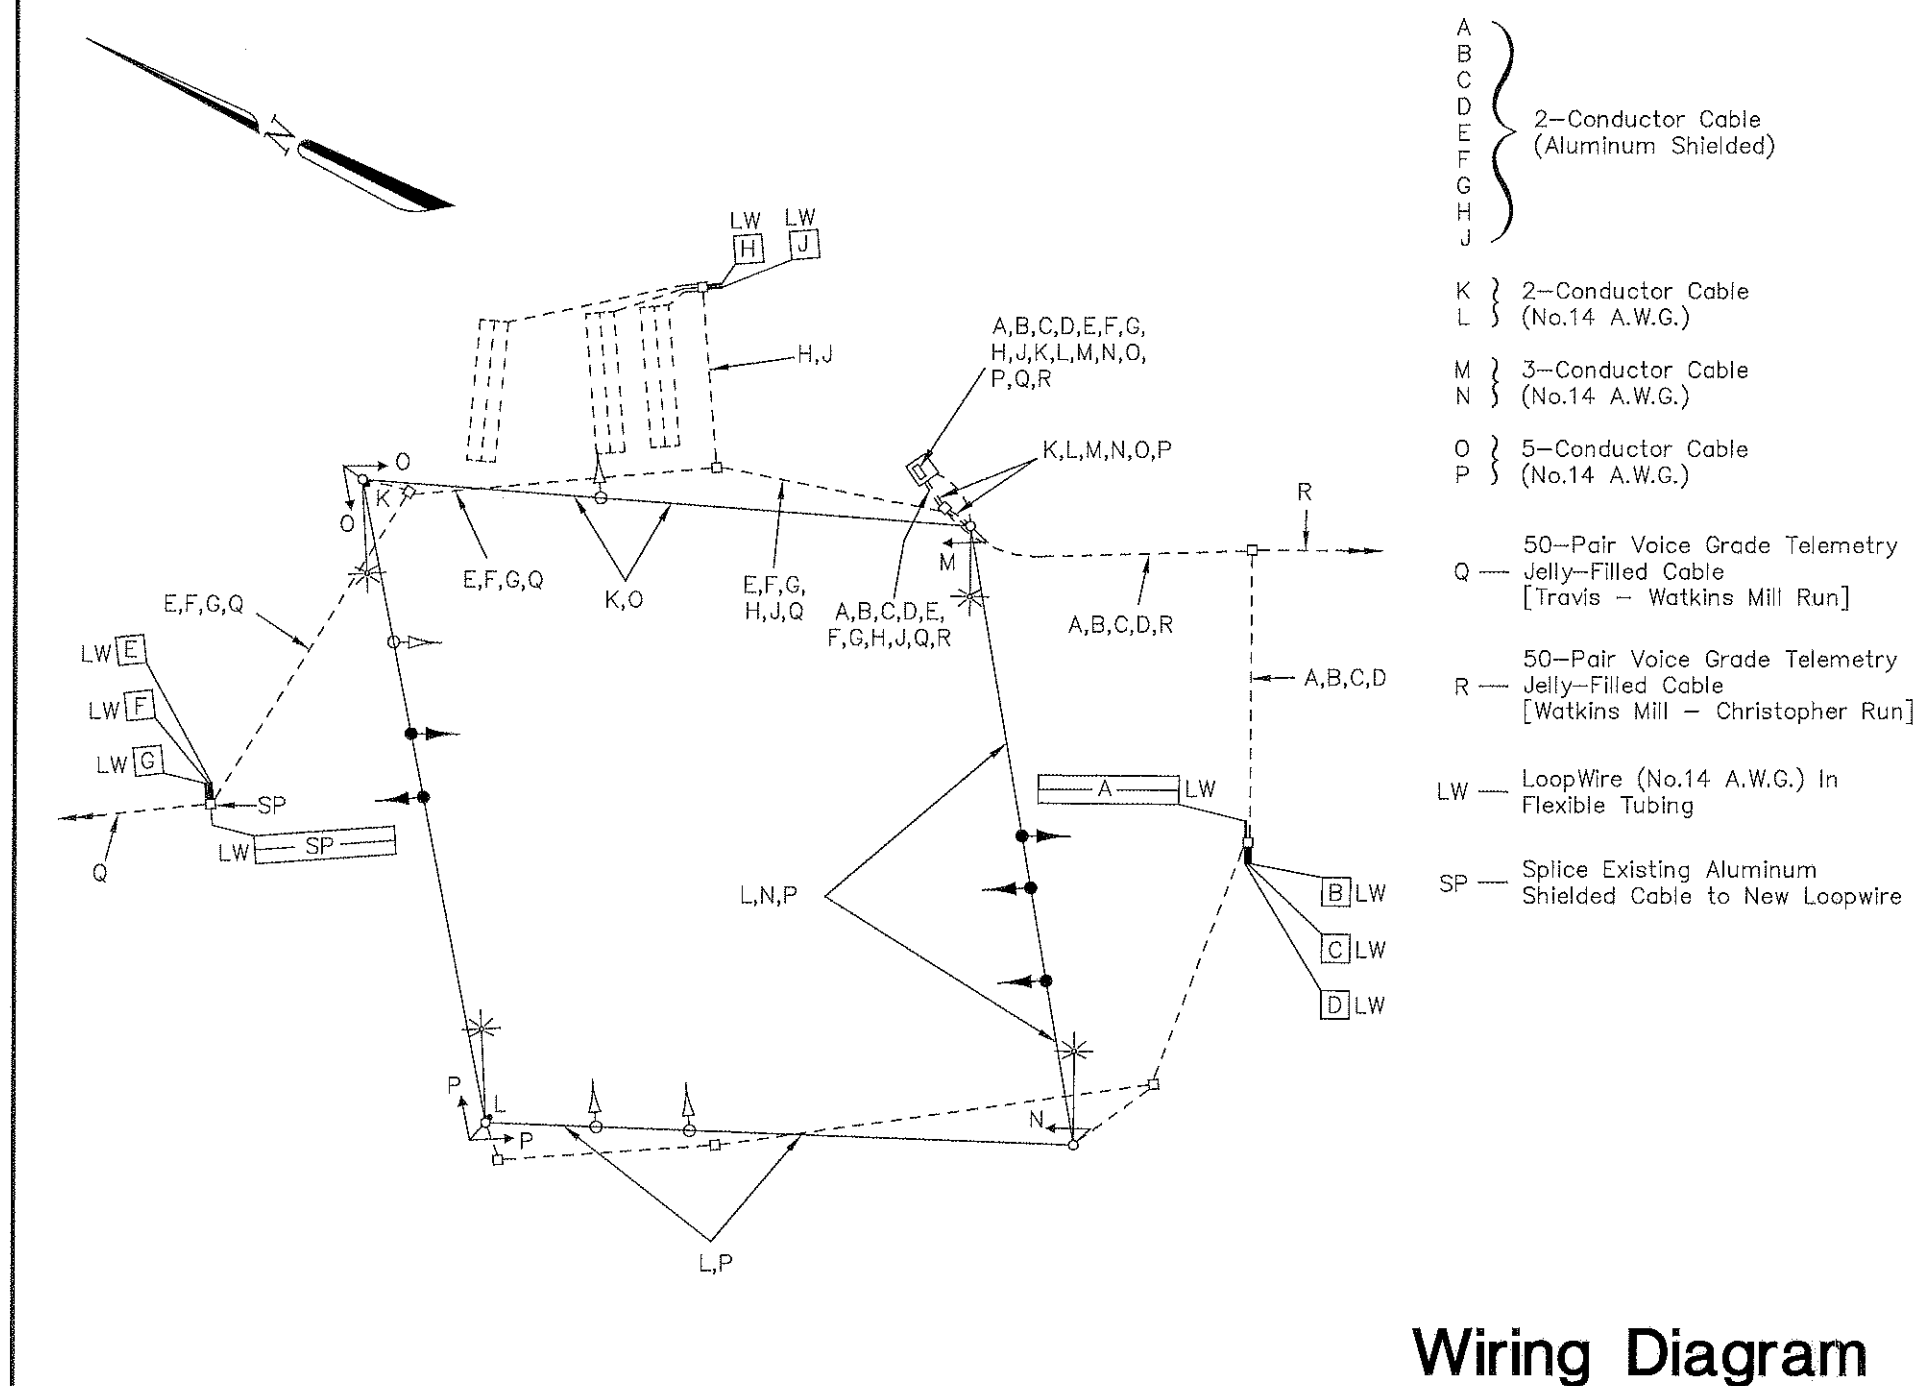 N
A
B
C
D
E
F
G
H
J
2-Conductor Cable
(Aluminum Shielded)
K
L
2-Conductor Cable
(No.14 A.W.G.)
M
N
3-Conductor Cable
(No.14 A.W.G.)
O
P
5-Conductor Cable
(No.14 A.W.G.)
Q — 50-Pair Voice Grade Telemetry
Jelly-Filled Cable
[Travis - Watkins Mill Run]
R — 50-Pair Voice Grade Telemetry
Jelly-Filled Cable
[Watkins Mill - Christopher Run]
LW — LoopWire (No.14 A.W.G.) In
Flexible Tubing
SP — Splice Existing Aluminum
Shielded Cable to New Loopwire
LW LW
H J
H,J
A,B,C,D,E,F,G,
H,J,K,L,M,N,O,
P,Q,R
K,L,M,N,O,P
O
K
O
R
M
E,F,G,Q
K,O
E,F,G,
H,J,Q
A,B,C,D,E,
F,G,H,J,Q,R
A,B,C,D,R
E,F,G,Q
LW E
LW F
LW G
SP
LW SP
Q
A,B,C,D
A LW
L,N,P
B LW
C LW
D LW
P
L
P
N
L,P
Wiring Diagram